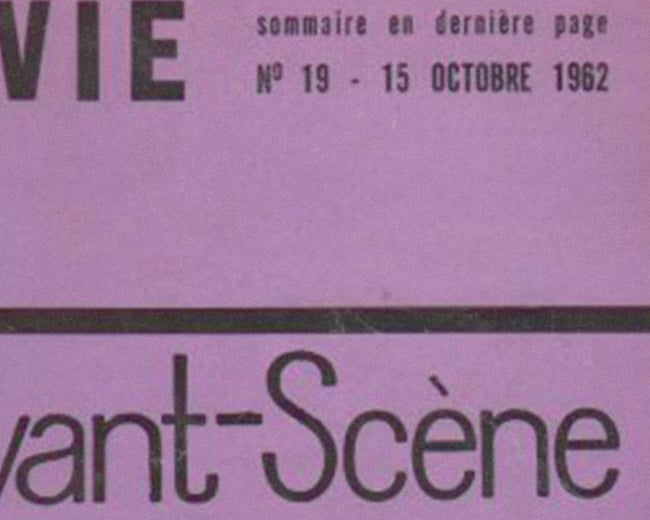 VIE
sommaire en dernière page
Nº 19 - 15 OCTOBRE 1962
vant-Scène